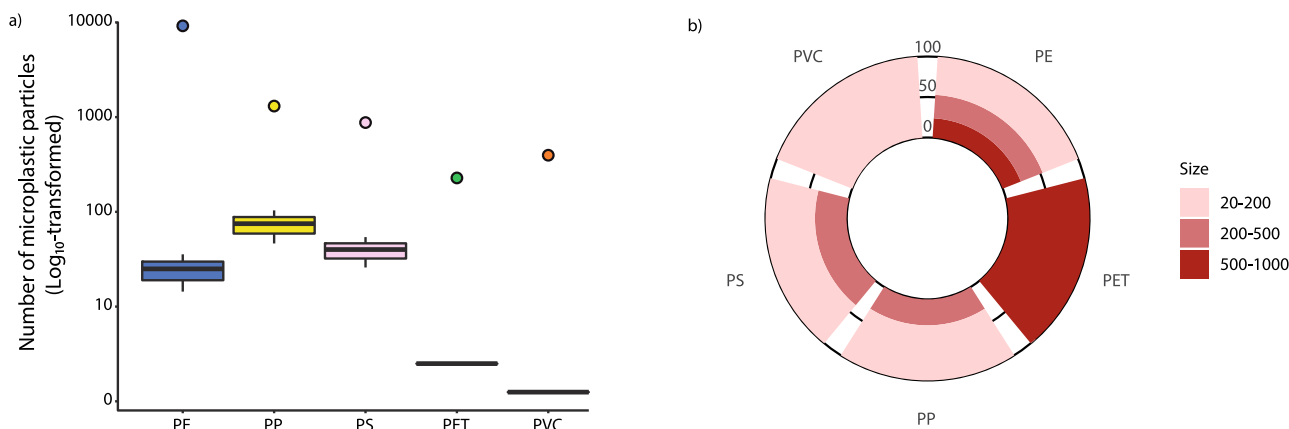 a)
Number of microplastic particles
(Log₁₀-transformed)
10000
1000
100
10
0
PE PP PS PET PVC
b)
PVC
PE
100
50
0
PS
PET
PP
Size
20-200
200-500
500-1000